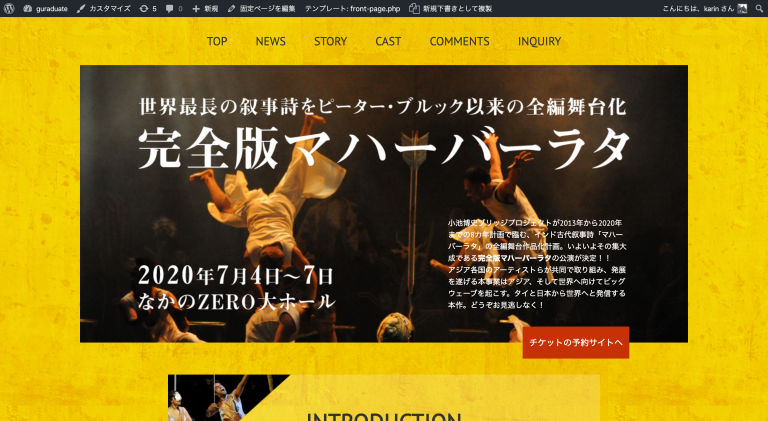 guraduate カスタマイズ 5 0 新規 固定ページを編集 テンプレート: front-page.php 新規下書きとして複製 こんにちは、karin さん
TOP NEWS STORY CAST COMMENTS INQUIRY
世界最長の叙事詩をピーター・ブルック以来の全編舞台化
完全版マハーバーラタ
小池博史ブリッジプロジェクトが2013年から2020年
までの8カ年計画で臨む、インド古代叙事詩「マハー
バーラタ」の全編舞台作品化計画。いよいよその集大
成である完全版マハーバーラタの公演が決定！！
アジア各国のアーティストらが共同で取り組み、発展
を遂げる本事業はアジア、そして世界へ向けてビッグ
ウェーブを起こす。タイと日本から世界へと発信する
本作。どうぞお見逃しなく！
2020年7月4日〜7日
なかのZERO大ホール
チケットの予約サイトへ
INTRODUCTION